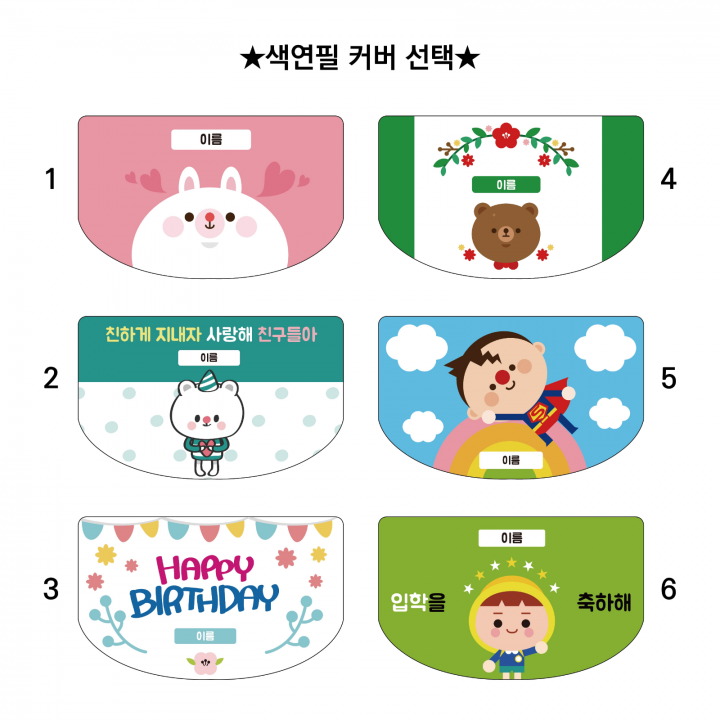 ★색연필 커버 선택★
1
이름
4
이름
2
친하게 지내자 사랑해 친구들아
이름
5
S
이름
3
HAPPY
BIRTHDAY
이름
6
이름
입학을 축하해